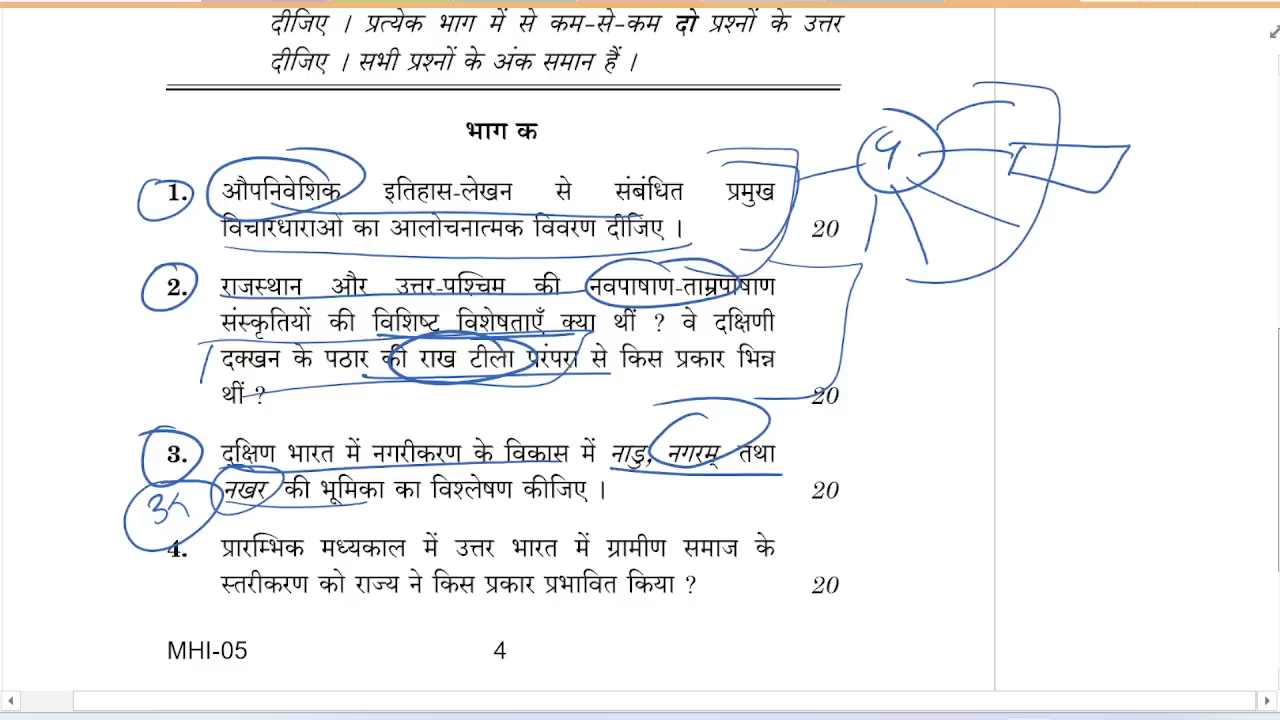 दीजिए । प्रत्येक भाग में से कम-से-कम दो प्रश्नों के उत्तर
दीजिए । सभी प्रश्नों के अंक समान हैं ।
भाग क
1. औपनिवेशिक इतिहास-लेखन से संबंधित प्रमुख
विचारधाराओं का आलोचनात्मक विवरण दीजिए । 20
2. राजस्थान और उत्तर-पश्चिम की नवपाषाण-ताम्रपाषाण
संस्कृतियों की विशिष्ट विशेषताएँ क्या थीं ? वे दक्षिणी
दक्खन के पठार की राख टीला परंपरा से किस प्रकार भिन्न
थीं ? 20
3. दक्षिण भारत में नगरीकरण के विकास में नाडु, नगरम् तथा
नखर की भूमिका का विश्लेषण कीजिए । 20
4. प्रारम्भिक मध्यकाल में उत्तर भारत में ग्रामीण समाज के
स्तरीकरण को राज्य ने किस प्रकार प्रभावित किया ? 20
MHI-05 4